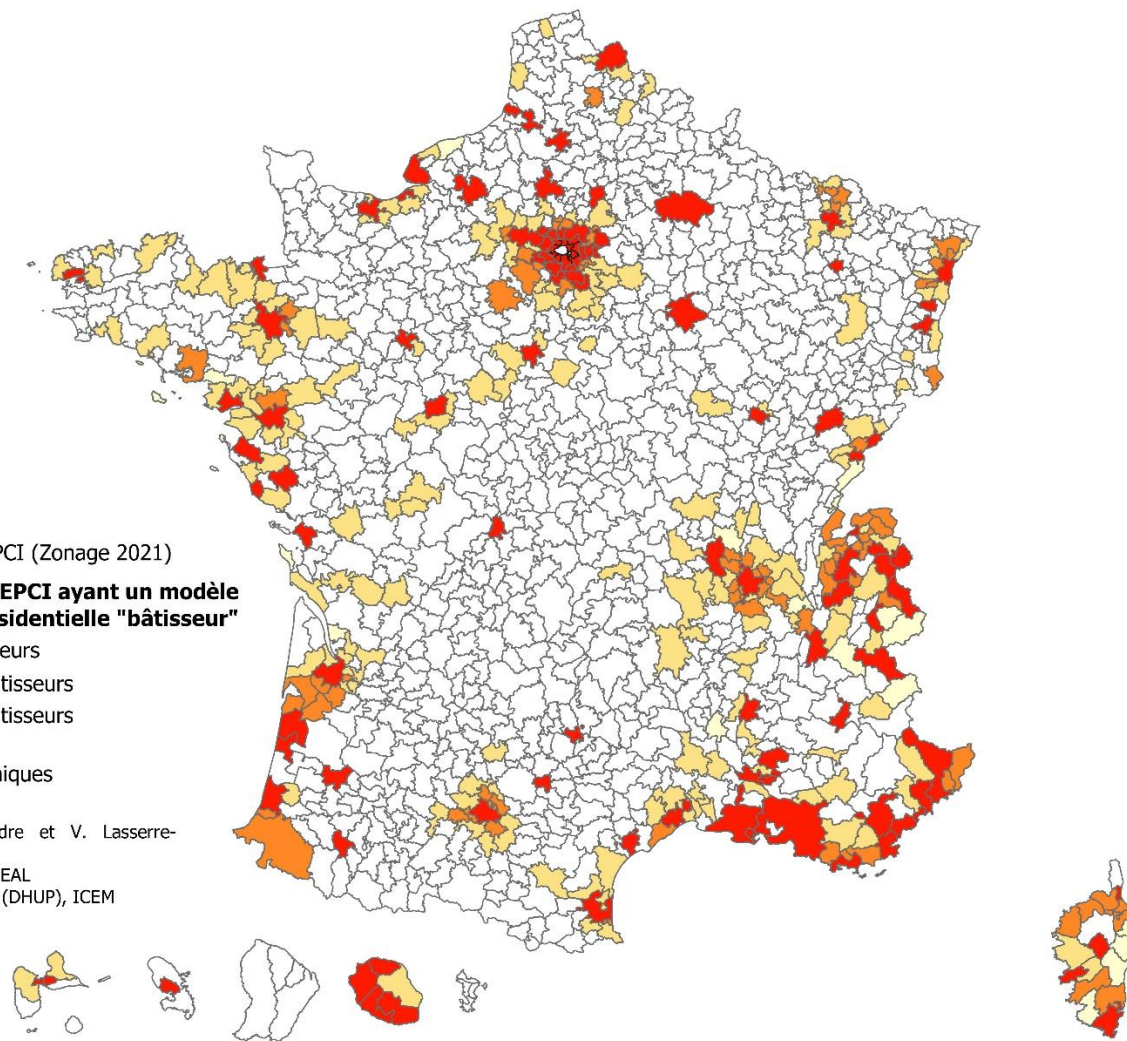 PCI (Zonage 2021)
EPCI ayant un modèle
sidentielle "bâtisseur"
eurs
tisseurs
tisseurs
niques
dre et V. Lasserre-
EAL
(DHUP), ICEM